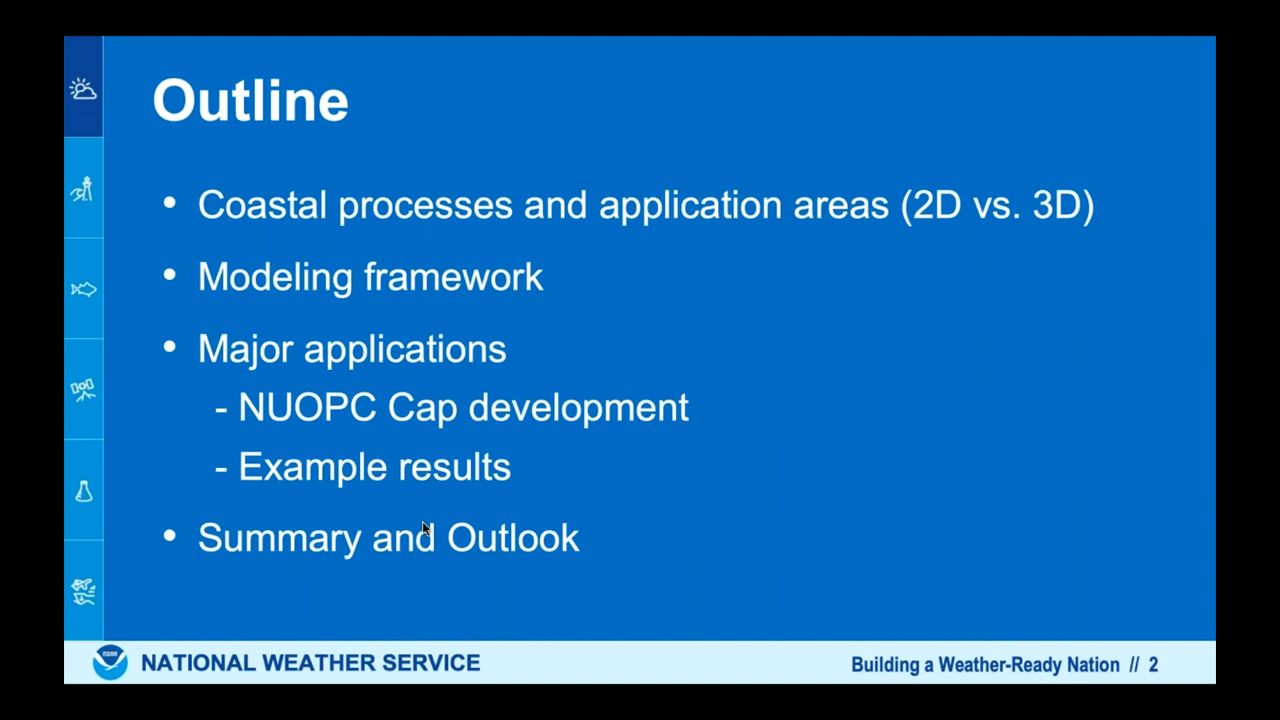 Outline
• Coastal processes and application areas (2D vs. 3D)
• Modeling framework
• Major applications
- NUOPC Cap development
- Example results
• Summary and Outlook
NOAA
NATIONAL WEATHER SERVICE
Building a Weather-Ready Nation // 2